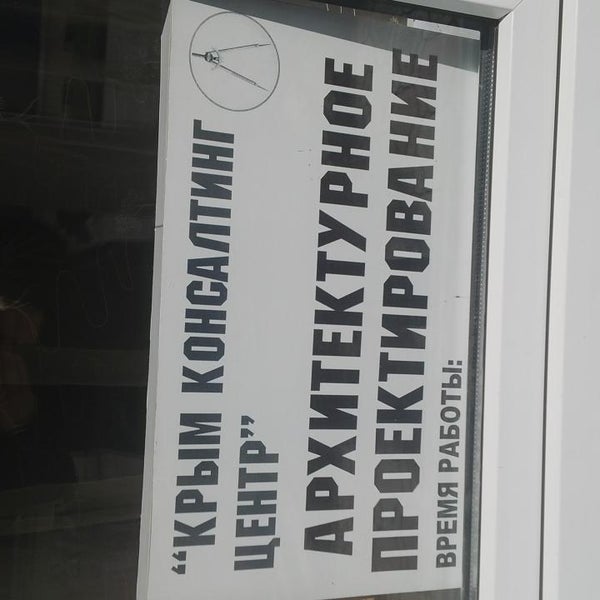 “КРЫМ КОНСАЛТИНГ
ЦЕНТР”
АРХИТЕКТУРНОЕ
ПРОЕКТИРОВАНИЕ
ВРЕМЯ РАБОТЫ: